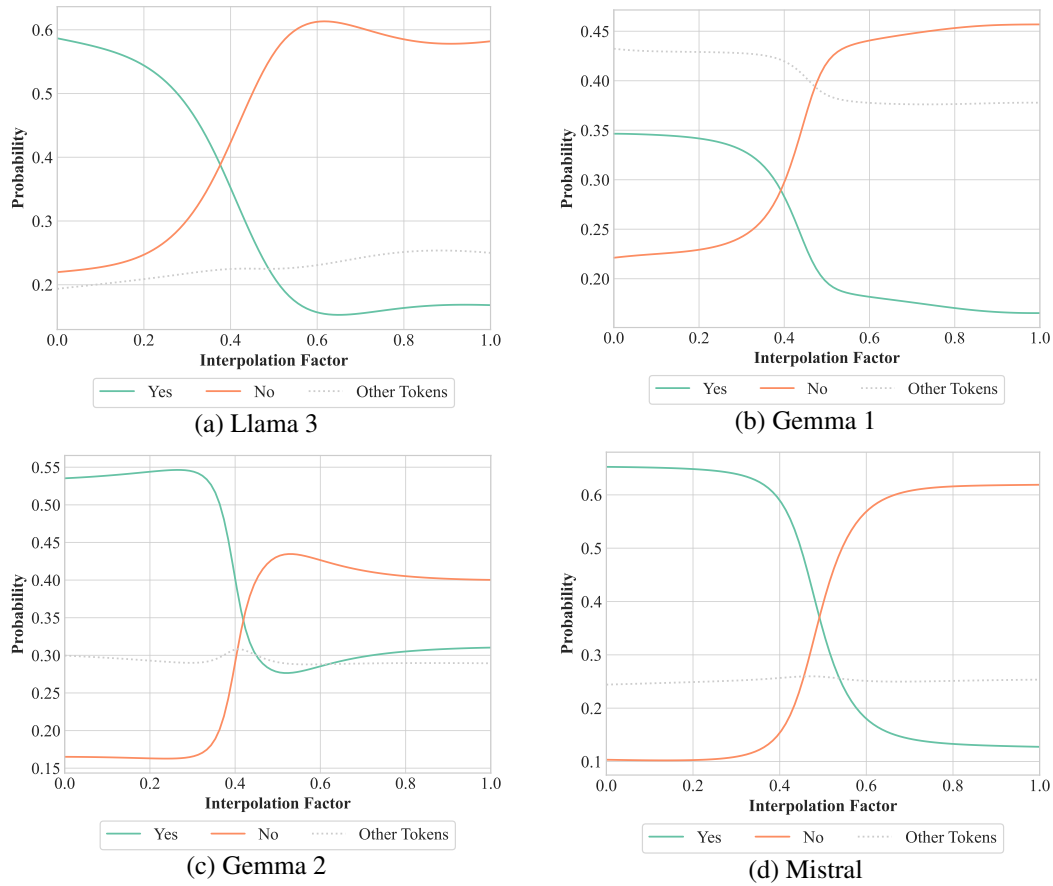 0.6
0.5
0.4
0.3
0.2
Probability
0.0 0.2 0.4 0.6 0.8 1.0
Interpolation Factor
Yes No Other Tokens
(a) Llama 3
0.45
0.40
0.35
0.30
0.25
0.20
Probability
0.0 0.2 0.4 0.6 0.8 1.0
Interpolation Factor
Yes No Other Tokens
(b) Gemma 1
0.55
0.50
0.45
0.40
0.35
0.30
0.25
0.20
0.15
Probability
0.0 0.2 0.4 0.6 0.8 1.0
Interpolation Factor
Yes No Other Tokens
(c) Gemma 2
0.6
0.5
0.4
0.3
0.2
0.1
Probability
0.0 0.2 0.4 0.6 0.8 1.0
Interpolation Factor
Yes No Other Tokens
(d) Mistral